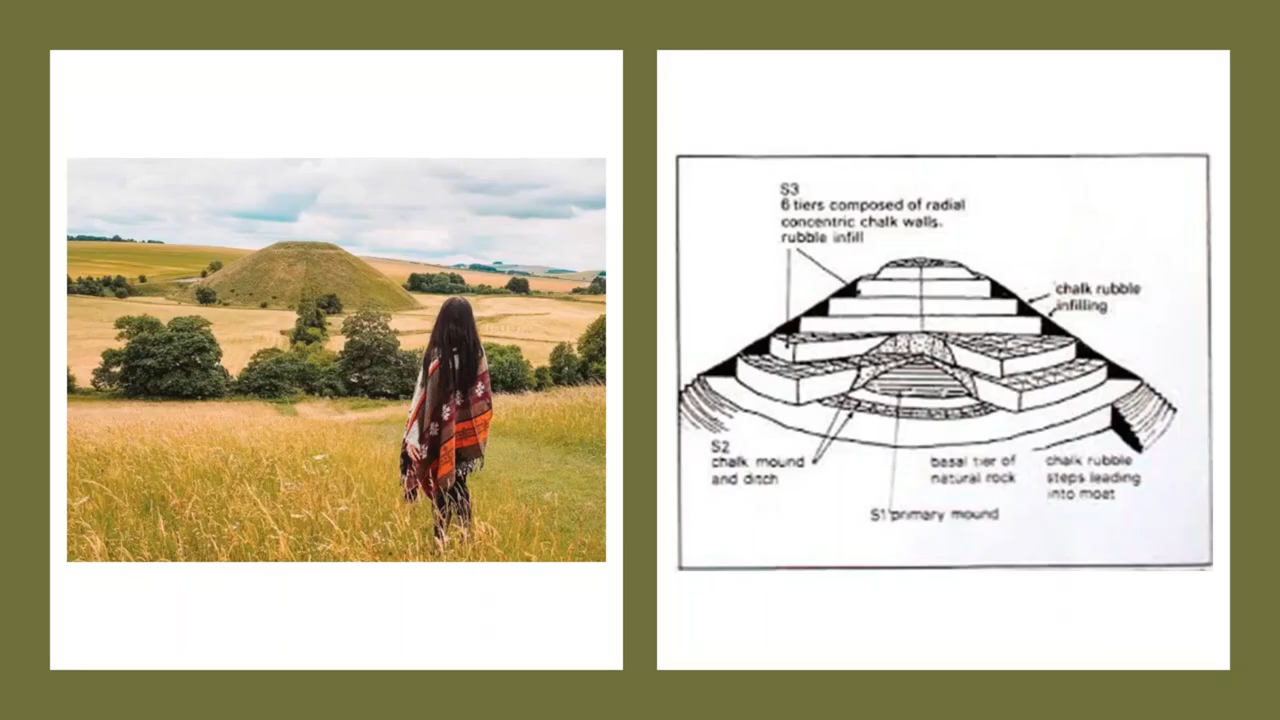 S3
6 tiers composed of radial
concentric chalk walls.
rubble infill
chalk rubble
infilling
S2
chalk mound
and ditch
basal tier of
natural rock
chalk rubble
steps leading
into moat
S1 primary mound